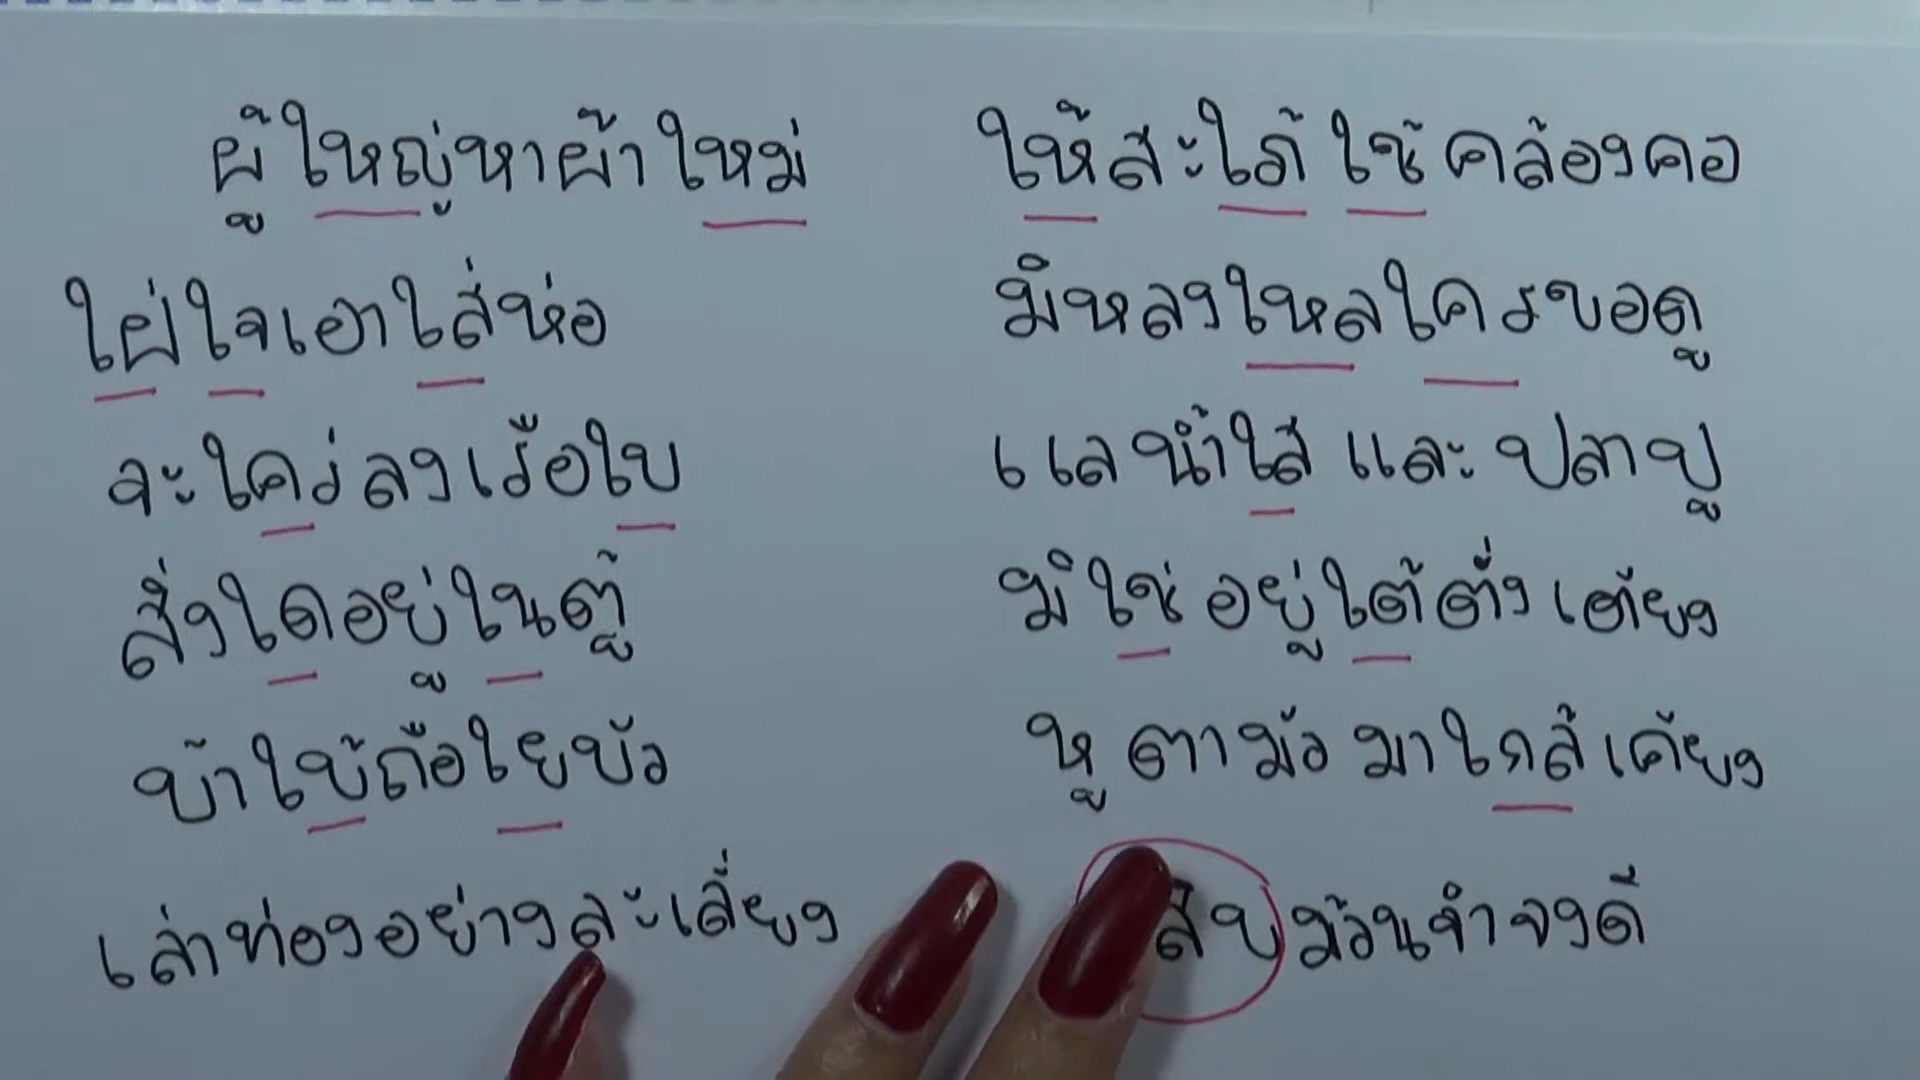 ผู้ใหญ่หาผ้าใหม่ ให้สะใภ้ใช้คล้องคอ
ใฝ่ใจเอาใส่ห่อ มิหลงใหลใครขอดู
จะใคร่ลงเรือใบ แลน้ำใสและปลาปู
สิ่งใดอยู่ในตู้ มิใช่อยู่ใต้ตั่งเตียง
บ้าใบ้ถือใยบัว หูตามัวมาใกล้เคียง
เล่าท่องอย่าละเลี่ยง สิบม้วนจำจงดี